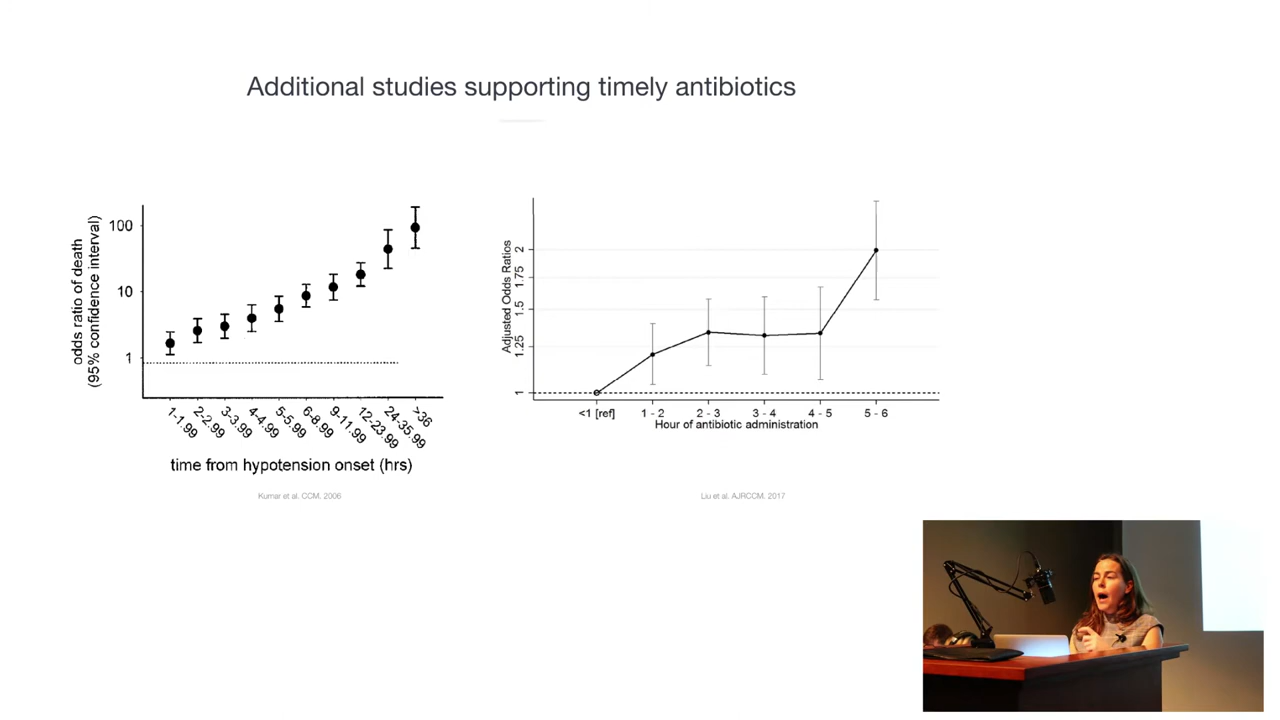 Additional studies supporting timely antibiotics
odds ratio of death
(95% confidence interval)
100
10
1
1-1.99
2-2.99
3-3.99
4-4.99
5-5.99
6-8.99
9-11.99
12-23.99
24-35.99
>36
time from hypotension onset (hrs)
Kumar et al. CCM. 2006
Adjusted Odds Ratios
2
1.75
1.5
1.25
1
<1 [ref]
1 - 2
2 - 3
3 - 4
4 - 5
5 - 6
Hour of antibiotic administration
Liu et al. AJRCCM. 2017